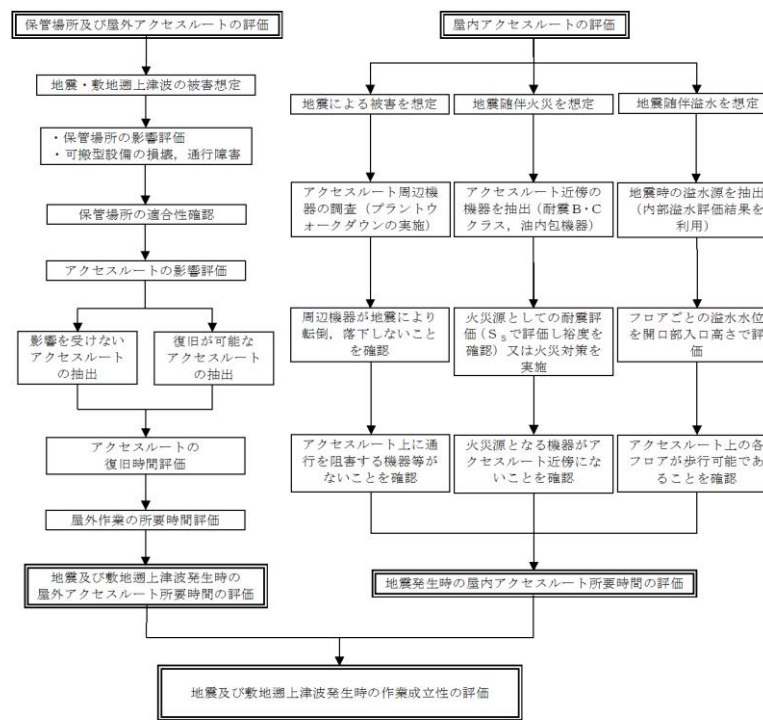 保管場所及び屋外アクセスルートの評価
地震・敷地遡上津波の被害想定
・保管場所の影響評価
・可搬型設備の損壊，通行障害
保管場所の適合性確認
アクセスルートの影響評価
影響を受けない
アクセスルート
の抽出
復旧が可能な
アクセスルート
の抽出
アクセスルートの
復旧時間評価
屋外作業の所要時間評価
地震及び敷地遡上津波発生時の
屋外アクセスルート所要時間の評価
屋内アクセスルートの評価
地震による被害を想定
アクセスルート周辺機
器の調査（プラントウ
ォークダウンの実施）
周辺機器が地震により
転倒，落下しないこと
を確認
アクセスルート上に通
行を阻害する機器等が
ないことを確認
地震随伴火災を想定
アクセスルート近傍の
機器を抽出（耐震B・C
クラス，油内包機器）
火災源としての耐震評
価（Ｓsで評価し裕度を
確認）又は火災対策を
実施
火災源となる機器がア
クセスルート近傍にな
いことを確認
地震随伴溢水を想定
地震時の溢水源を抽出
（内部溢水評価結果を
利用）
フロアごとの溢水水位
を開口部入口高さで評
価
アクセスルート上の各
フロアが歩行可能であ
ることを確認
地震発生時の屋内アクセスルート所要時間の評価
地震及び敷地遡上津波発生時の作業成立性の評価